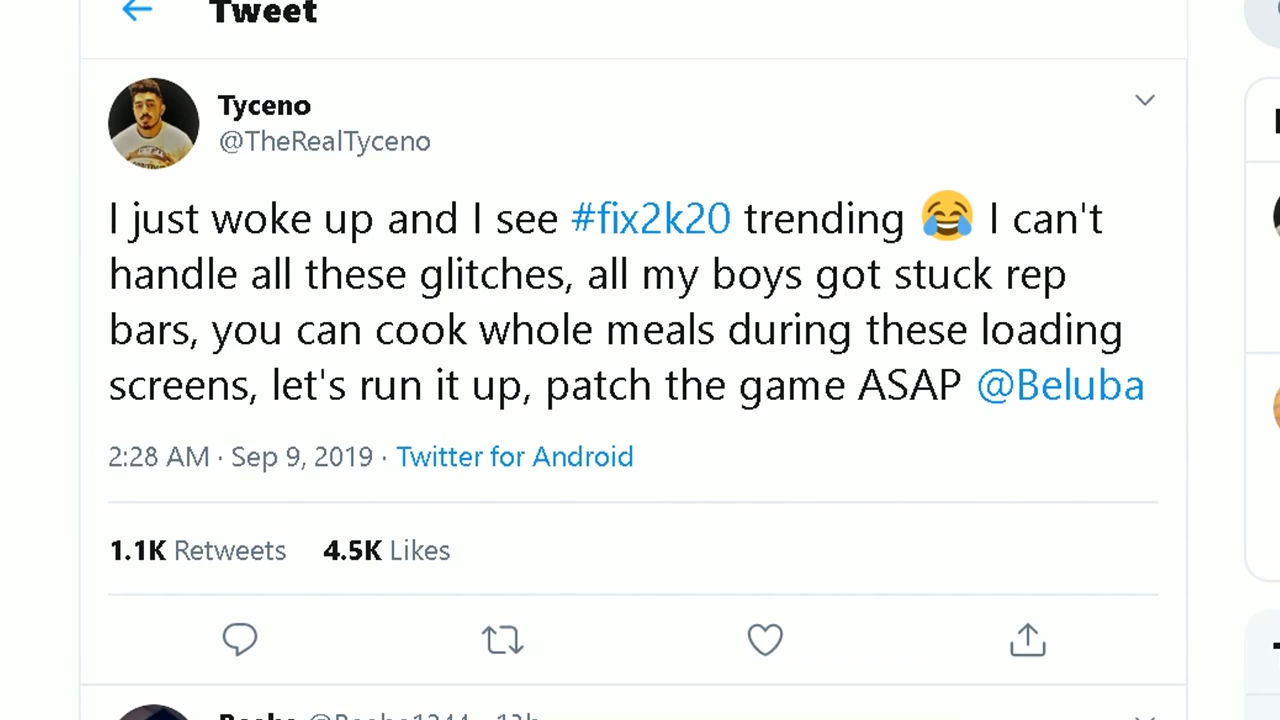 Tweet
Tyceno
@TheRealTyceno
I just woke up and I see #fix2k20 trending 😂 I can't
handle all these glitches, all my boys got stuck rep
bars, you can cook whole meals during these loading
screens, let's run it up, patch the game ASAP @Beluba
2:28 AM · Sep 9, 2019 · Twitter for Android
1.1K Retweets 4.5K Likes